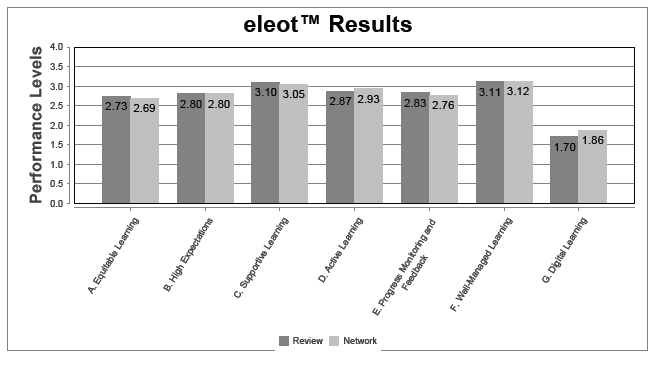 eleot™ Results
Performance Levels
4.0
3.5
3.0
2.5
2.0
1.5
1.0
0.5
0.0
2.73 2.69
2.80 2.80
3.10 3.05
2.87 2.93
2.83 2.76
3.11 3.12
1.70 1.86
A. Equitable Learning
B. High Expectations
C. Supportive Learning
D. Active Learning
E. Progress Monitoring and
Feedback
F. Well-Managed Learning
G. Digital Learning
Review Network